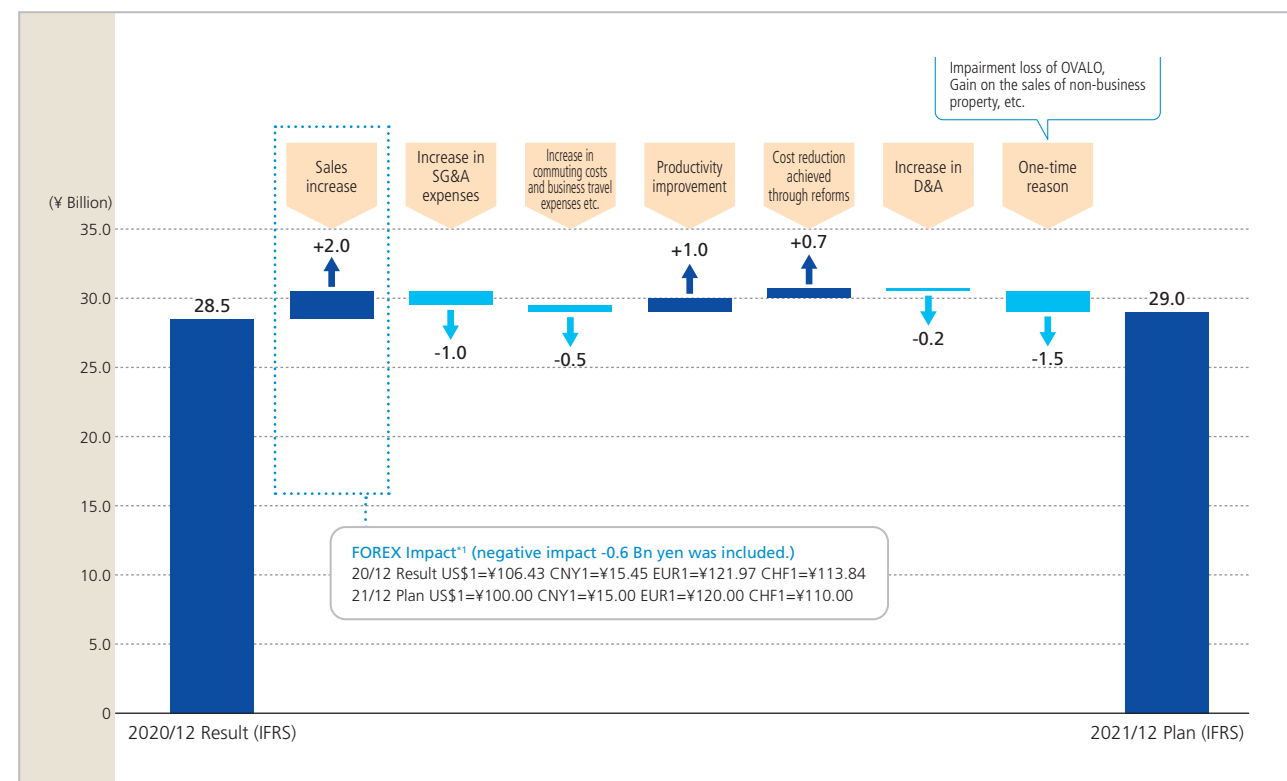 Impairment loss of OVALO,
Gain on the sales of non-business
property, etc.
Sales
increase
Increase in
SG&A
expenses
Increase in
commuting costs
and business travel
expenses etc.
Productivity
improvement
Cost reduction
achieved
through reforms
Increase in
D&A
One-time
reason
(¥ Billion)
35.0
30.0
25.0
20.0
15.0
10.0
5.0
0
28.5
+2.0
-1.0
-0.5
+1.0
+0.7
-0.2
-1.5
29.0
FOREX Impact*1 (negative impact -0.6 Bn yen was included.)
20/12 Result US$1=¥106.43 CNY1=¥15.45 EUR1=¥121.97 CHF1=¥113.84
21/12 Plan US$1=¥100.00 CNY1=¥15.00 EUR1=¥120.00 CHF1=¥110.00
2020/12 Result (IFRS)
2021/12 Plan (IFRS)